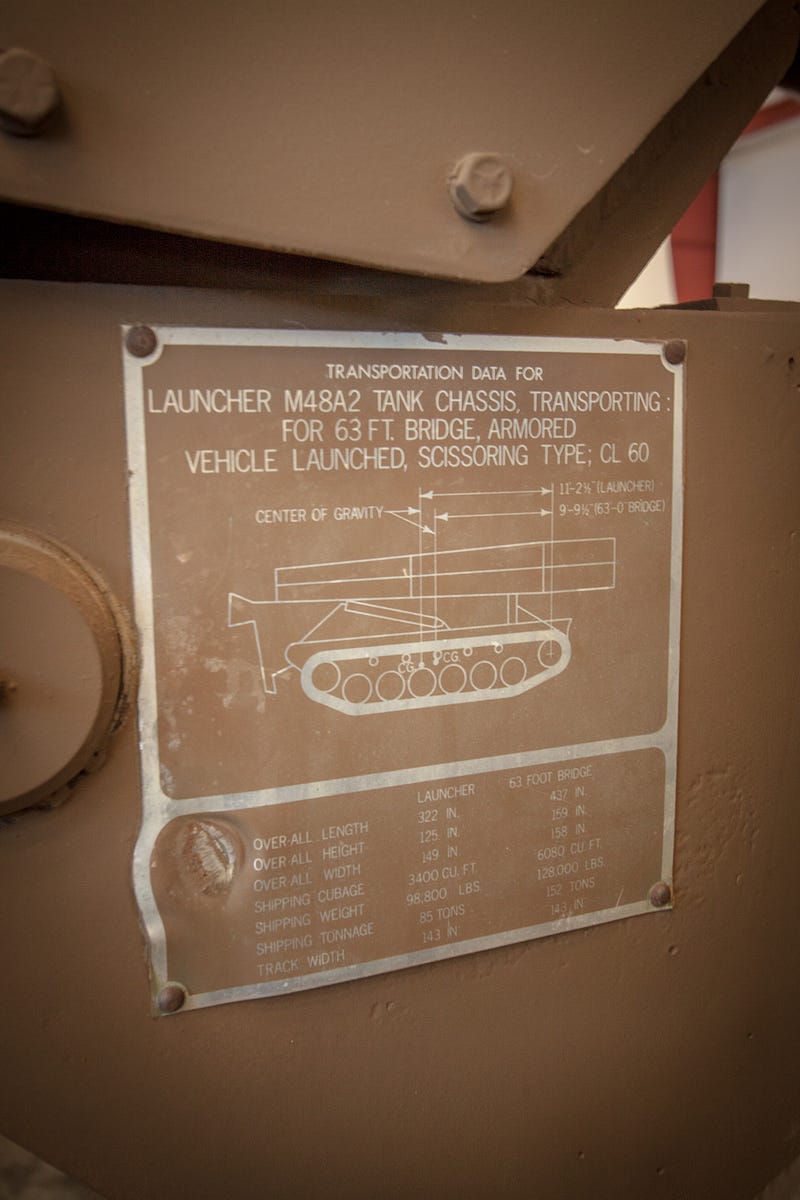 TRANSPORTATION DATA FOR
LAUNCHER M48A2 TANK CHASSIS, TRANSPORTING:
FOR 63 FT. BRIDGE, ARMORED
VEHICLE LAUNCHED, SCISSORING TYPE; CL 60
11'-2½" (LAUNCHER)
CENTER OF GRAVITY
9'-9½" (63'-0" BRIDGE)
C.G.
C.G.
LAUNCHER 63 FOOT BRIDGE
OVER-ALL LENGTH 322 IN. 437 IN.
OVER-ALL HEIGHT 125 IN. 159 IN.
OVER-ALL WIDTH 149 IN. 158 IN.
SHIPPING CUBAGE 3400 CU. FT. 6080 CU. FT.
SHIPPING WEIGHT 98,800 LBS. 128,000 LBS.
SHIPPING TONNAGE 85 TONS 152 TONS
TRACK WIDTH 143 IN. 143 IN.